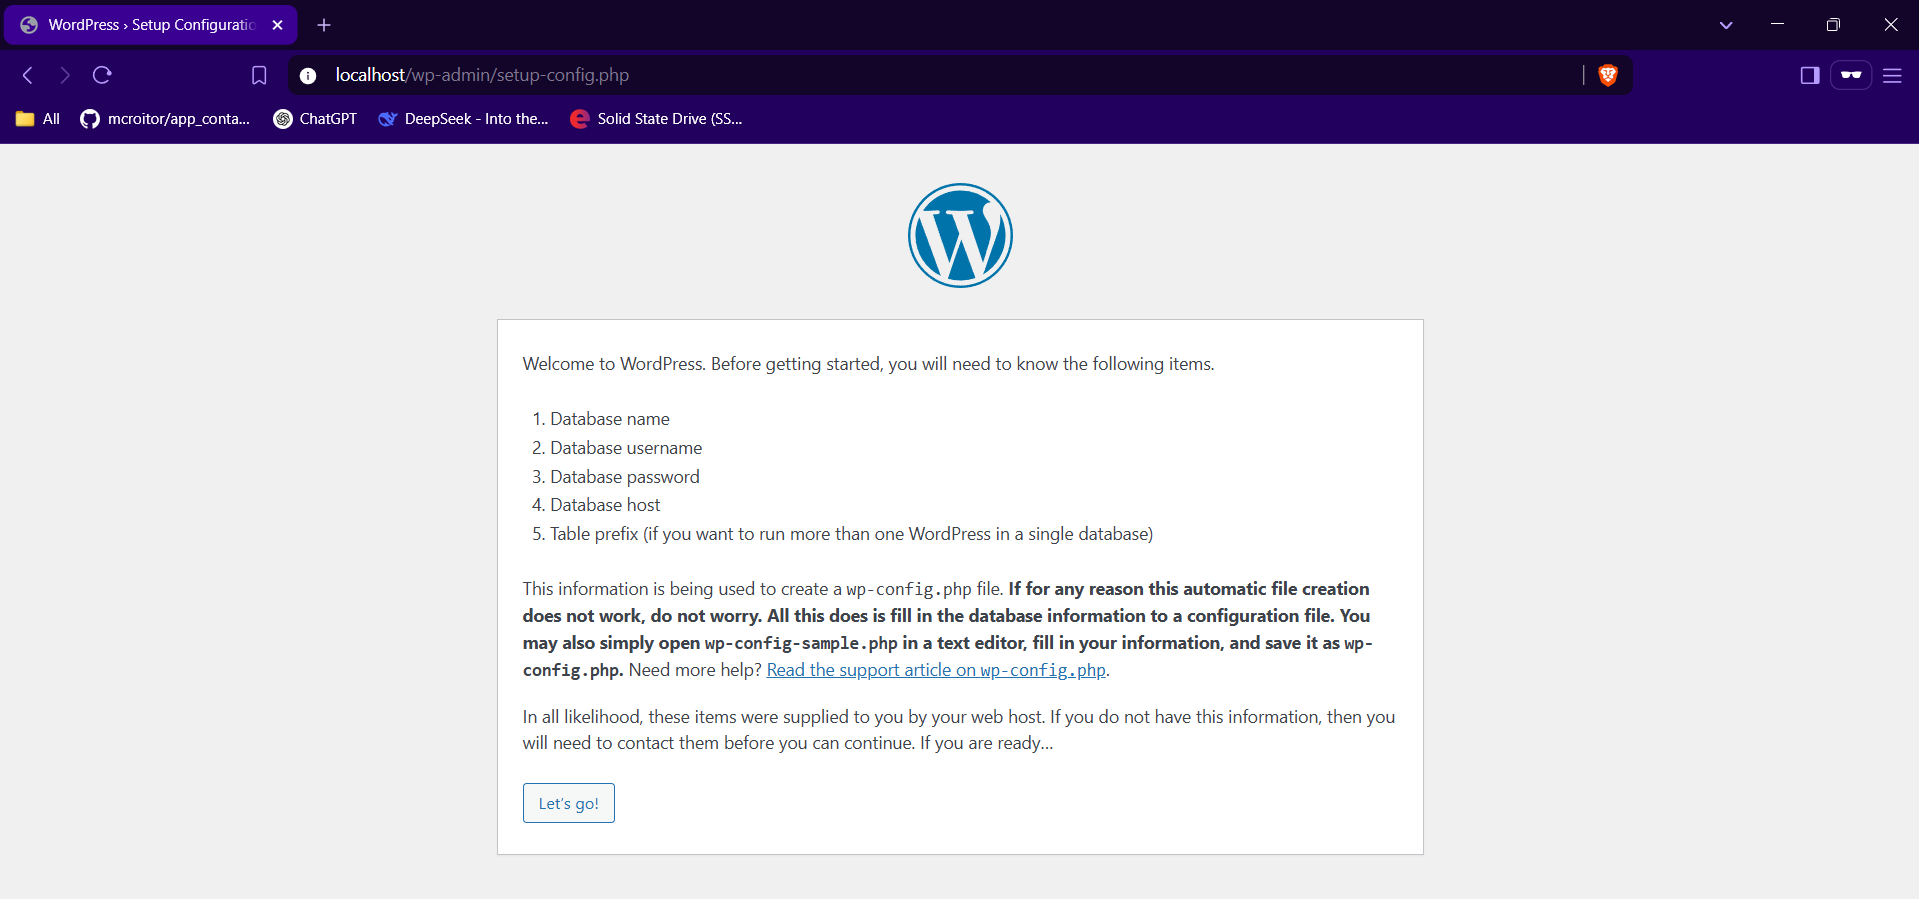 WordPress › Setup Configuratio
localhost/wp-admin/setup-config.php
All
mcroitor/app_conta...
ChatGPT
DeepSeek - Into the...
Solid State Drive (SS...
Welcome to WordPress. Before getting started, you will need to know the following items.
1. Database name
2. Database username
3. Database password
4. Database host
5. Table prefix (if you want to run more than one WordPress in a single database)
This information is being used to create a wp-config.php file. If for any reason this automatic file creation
does not work, do not worry. All this does is fill in the database information to a configuration file. You
may also simply open wp-config-sample.php in a text editor, fill in your information, and save it as wp-
config.php. Need more help? Read the support article on wp-config.php.
In all likelihood, these items were supplied to you by your web host. If you do not have this information, then you
will need to contact them before you can continue. If you are ready…
Let’s go!